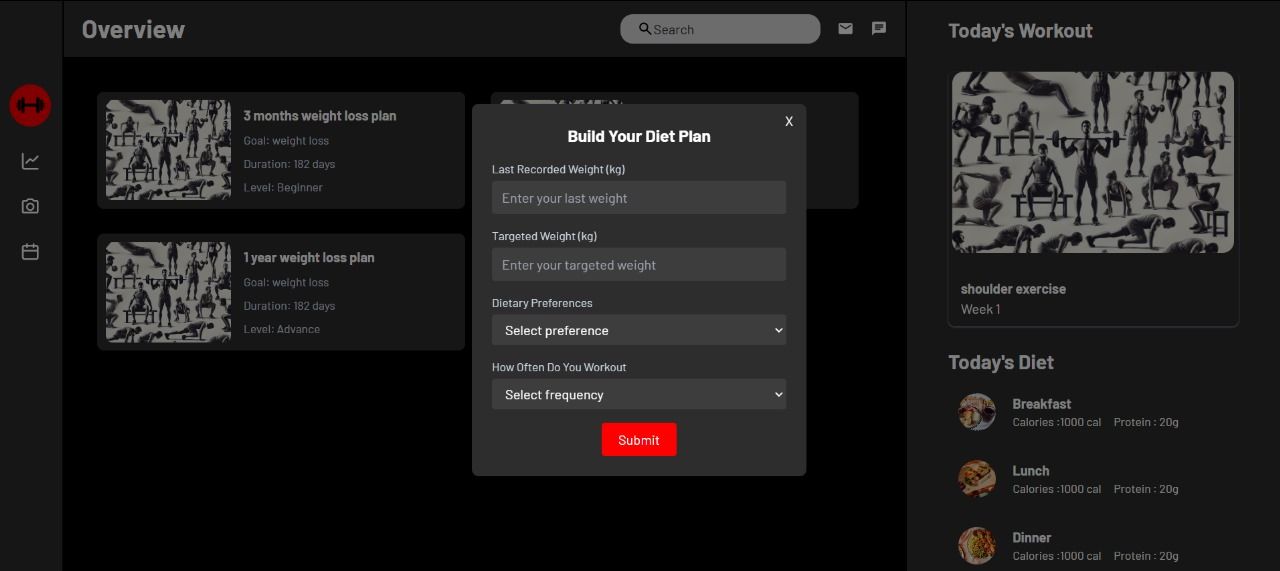 Overview
Search
3 months weight loss plan
Goal: weight loss
Duration: 182 days
Level: Beginner
1 year weight loss plan
Goal: weight loss
Duration: 182 days
Level: Advance
X
Build Your Diet Plan
Last Recorded Weight (kg)
Enter your last weight
Targeted Weight (kg)
Enter your targeted weight
Dietary Preferences
Select preference
How Often Do You Workout
Select frequency
Submit
Today's Workout
shoulder exercise
Week 1
Today's Diet
Breakfast
Calories :1000 cal Protein : 20g
Lunch
Calories :1000 cal Protein : 20g
Dinner
Calories :1000 cal Protein : 20g